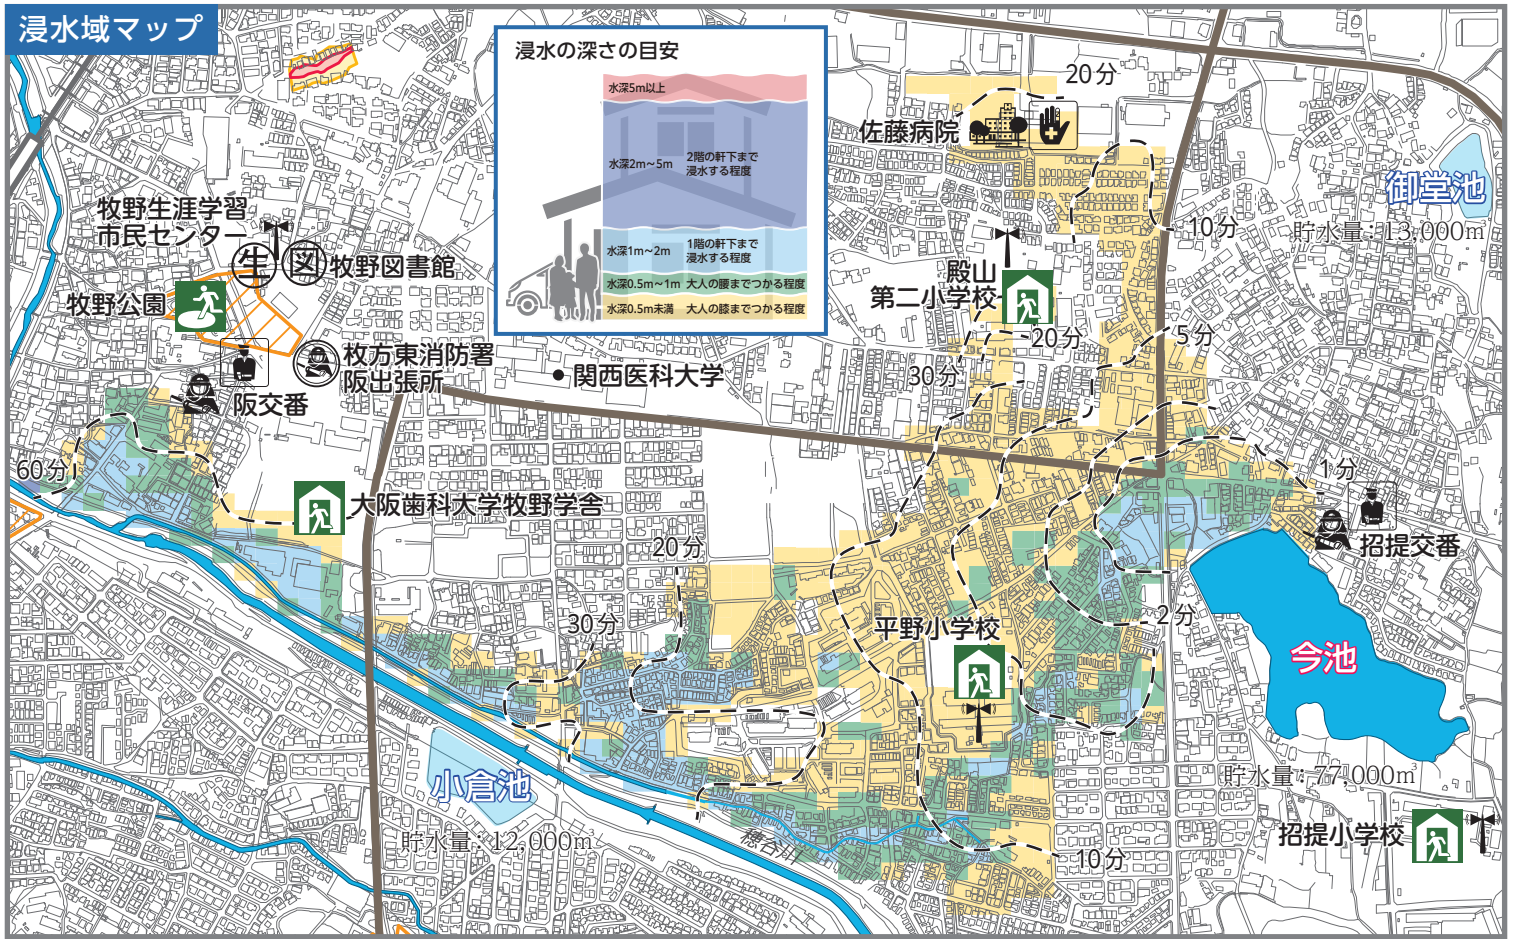 浸水域マップ
浸水の深さの目安
水深5m以上
水深2m~5m 2階の軒下まで
浸水する程度
水深1m~2m 1階の軒下まで
浸水する程度
水深0.5m~1m 大人の腰までつかる程度
水深0.5m未満 大人の膝までつかる程度
20分
佐藤病院
御堂池
貯水量:13,000㎥
10分
牧野生涯学習
市民センター
生
図
牧野図書館
牧野公園
殿山
第二小学校
20分
5分
30分
枚方東消防署
阪出張所
阪交番
関西医科大学
60分
大阪歯科大学牧野学舎
1分
招提交番
20分
30分
平野小学校
2分
今池
貯水量:77,000㎥
小倉池
貯水量:12,000㎥
穂谷川
10分
招提小学校